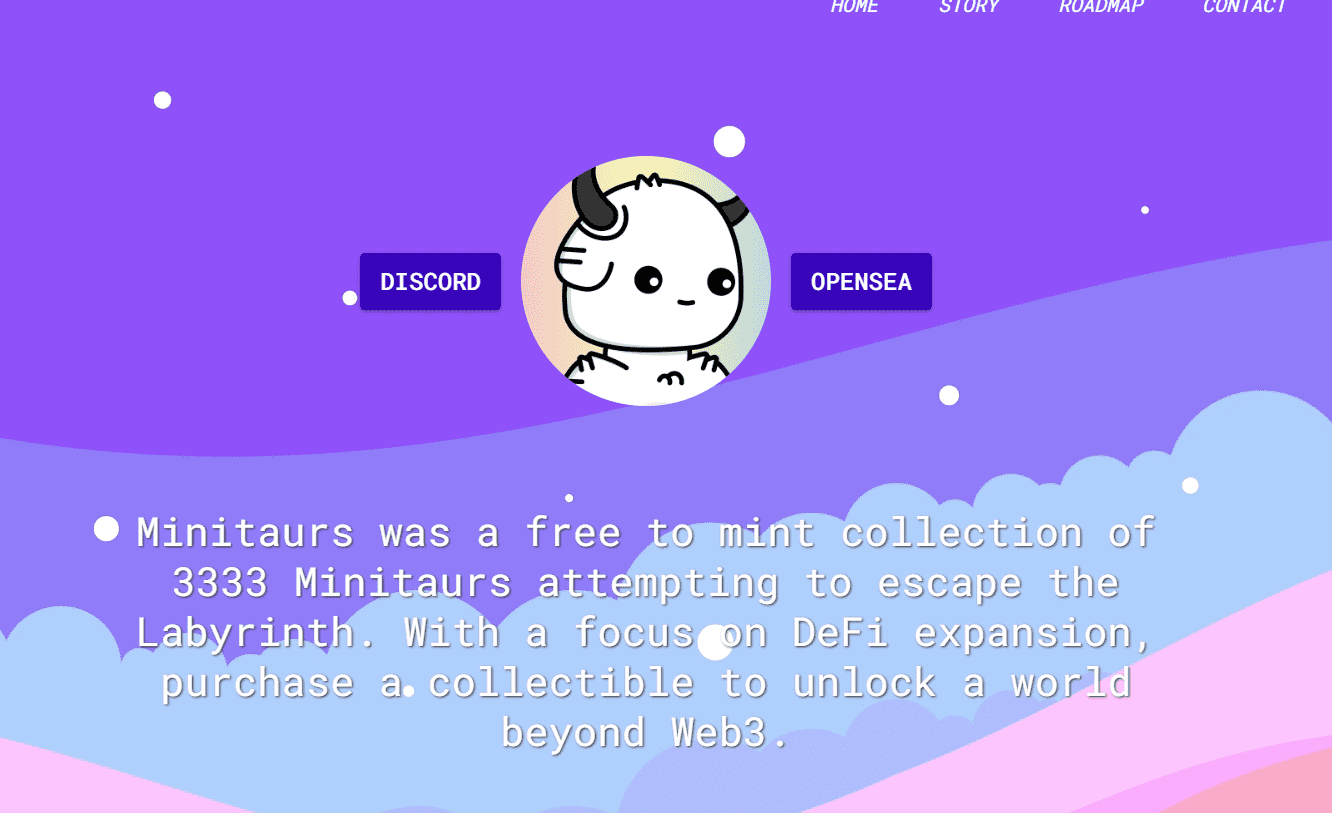 HOME STORY ROADMAP CONTACT
DISCORD OPENSEA
Minitaurs was a free to mint collection of
3333 Minitaurs attempting to escape the
Labyrinth. With a focus on DeFi expansion,
purchase a collectible to unlock a world
beyond Web3.